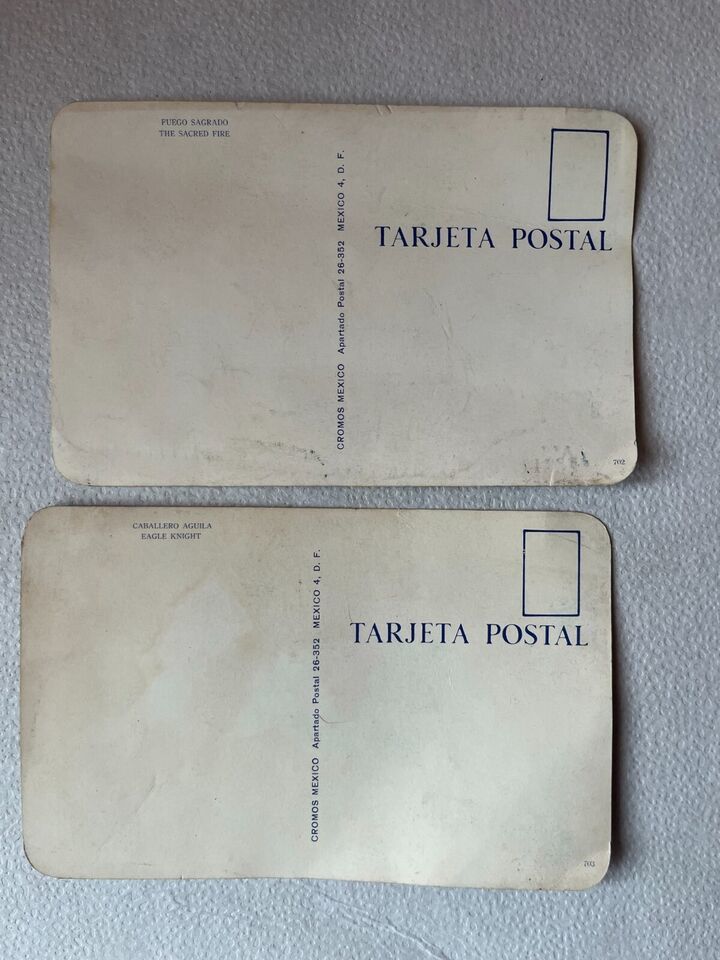 FUEGO SAGRADO
THE SACRED FIRE
CROMOS MEXICO Apartado Postal 26-352 MEXICO 4, D. F.
TARJETA POSTAL
702
CABALLERO AGUILA
EAGLE KNIGHT
CROMOS MEXICO Apartado Postal 26-352 MEXICO 4, D. F.
TARJETA POSTAL
703